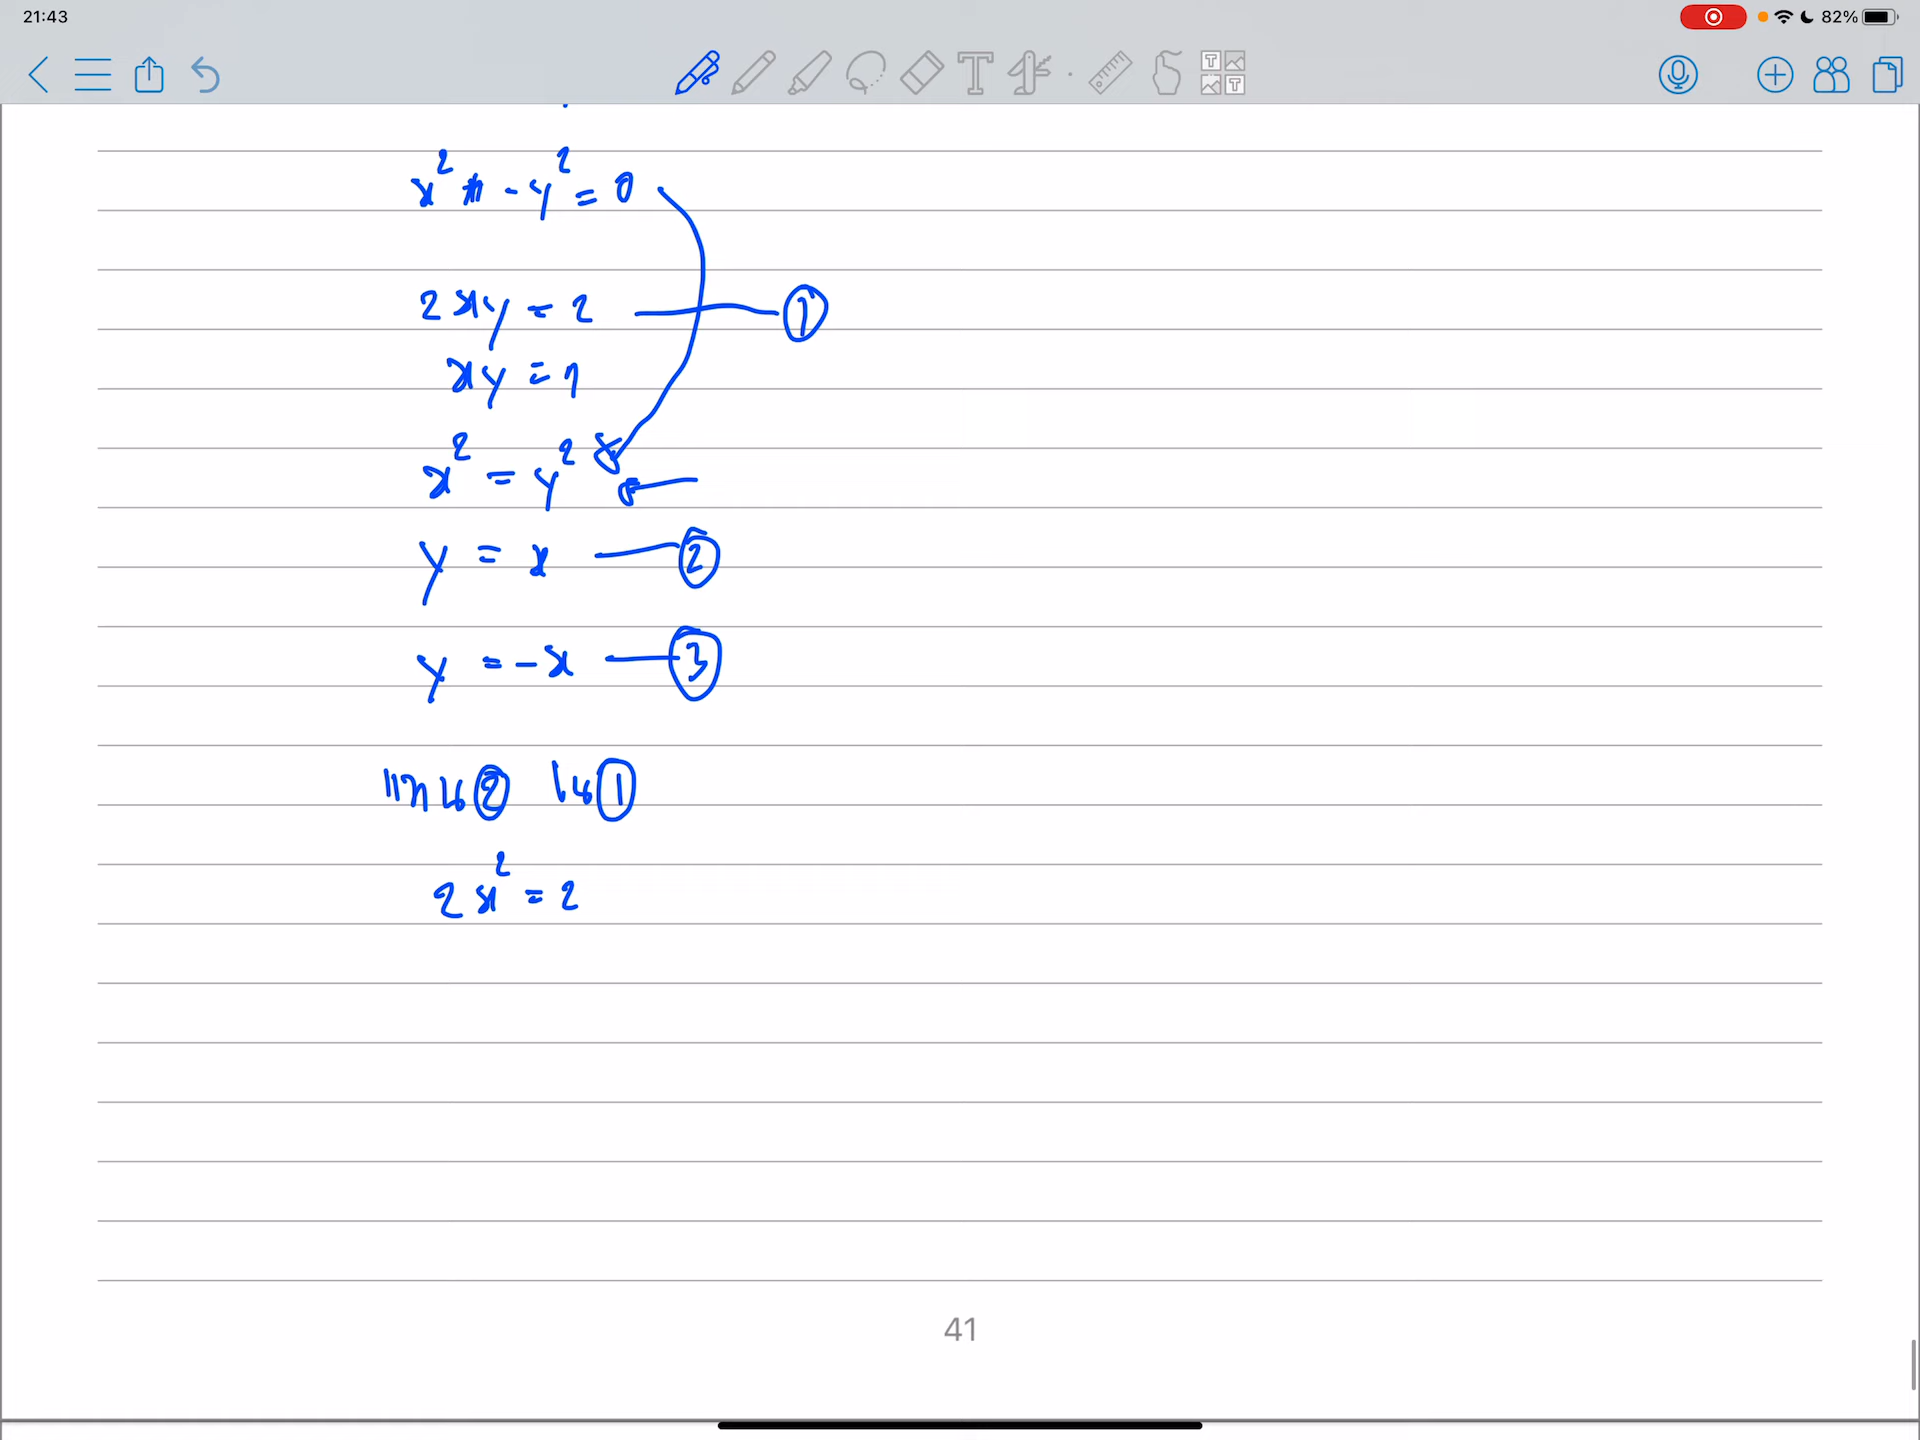 21:43
82%
x² - y² = 0
2xy = 2 — ①
xy = 1
x² = y²
y = x — ②
y = -x — ③
แทน ② ใน ①
2x² = 2
41